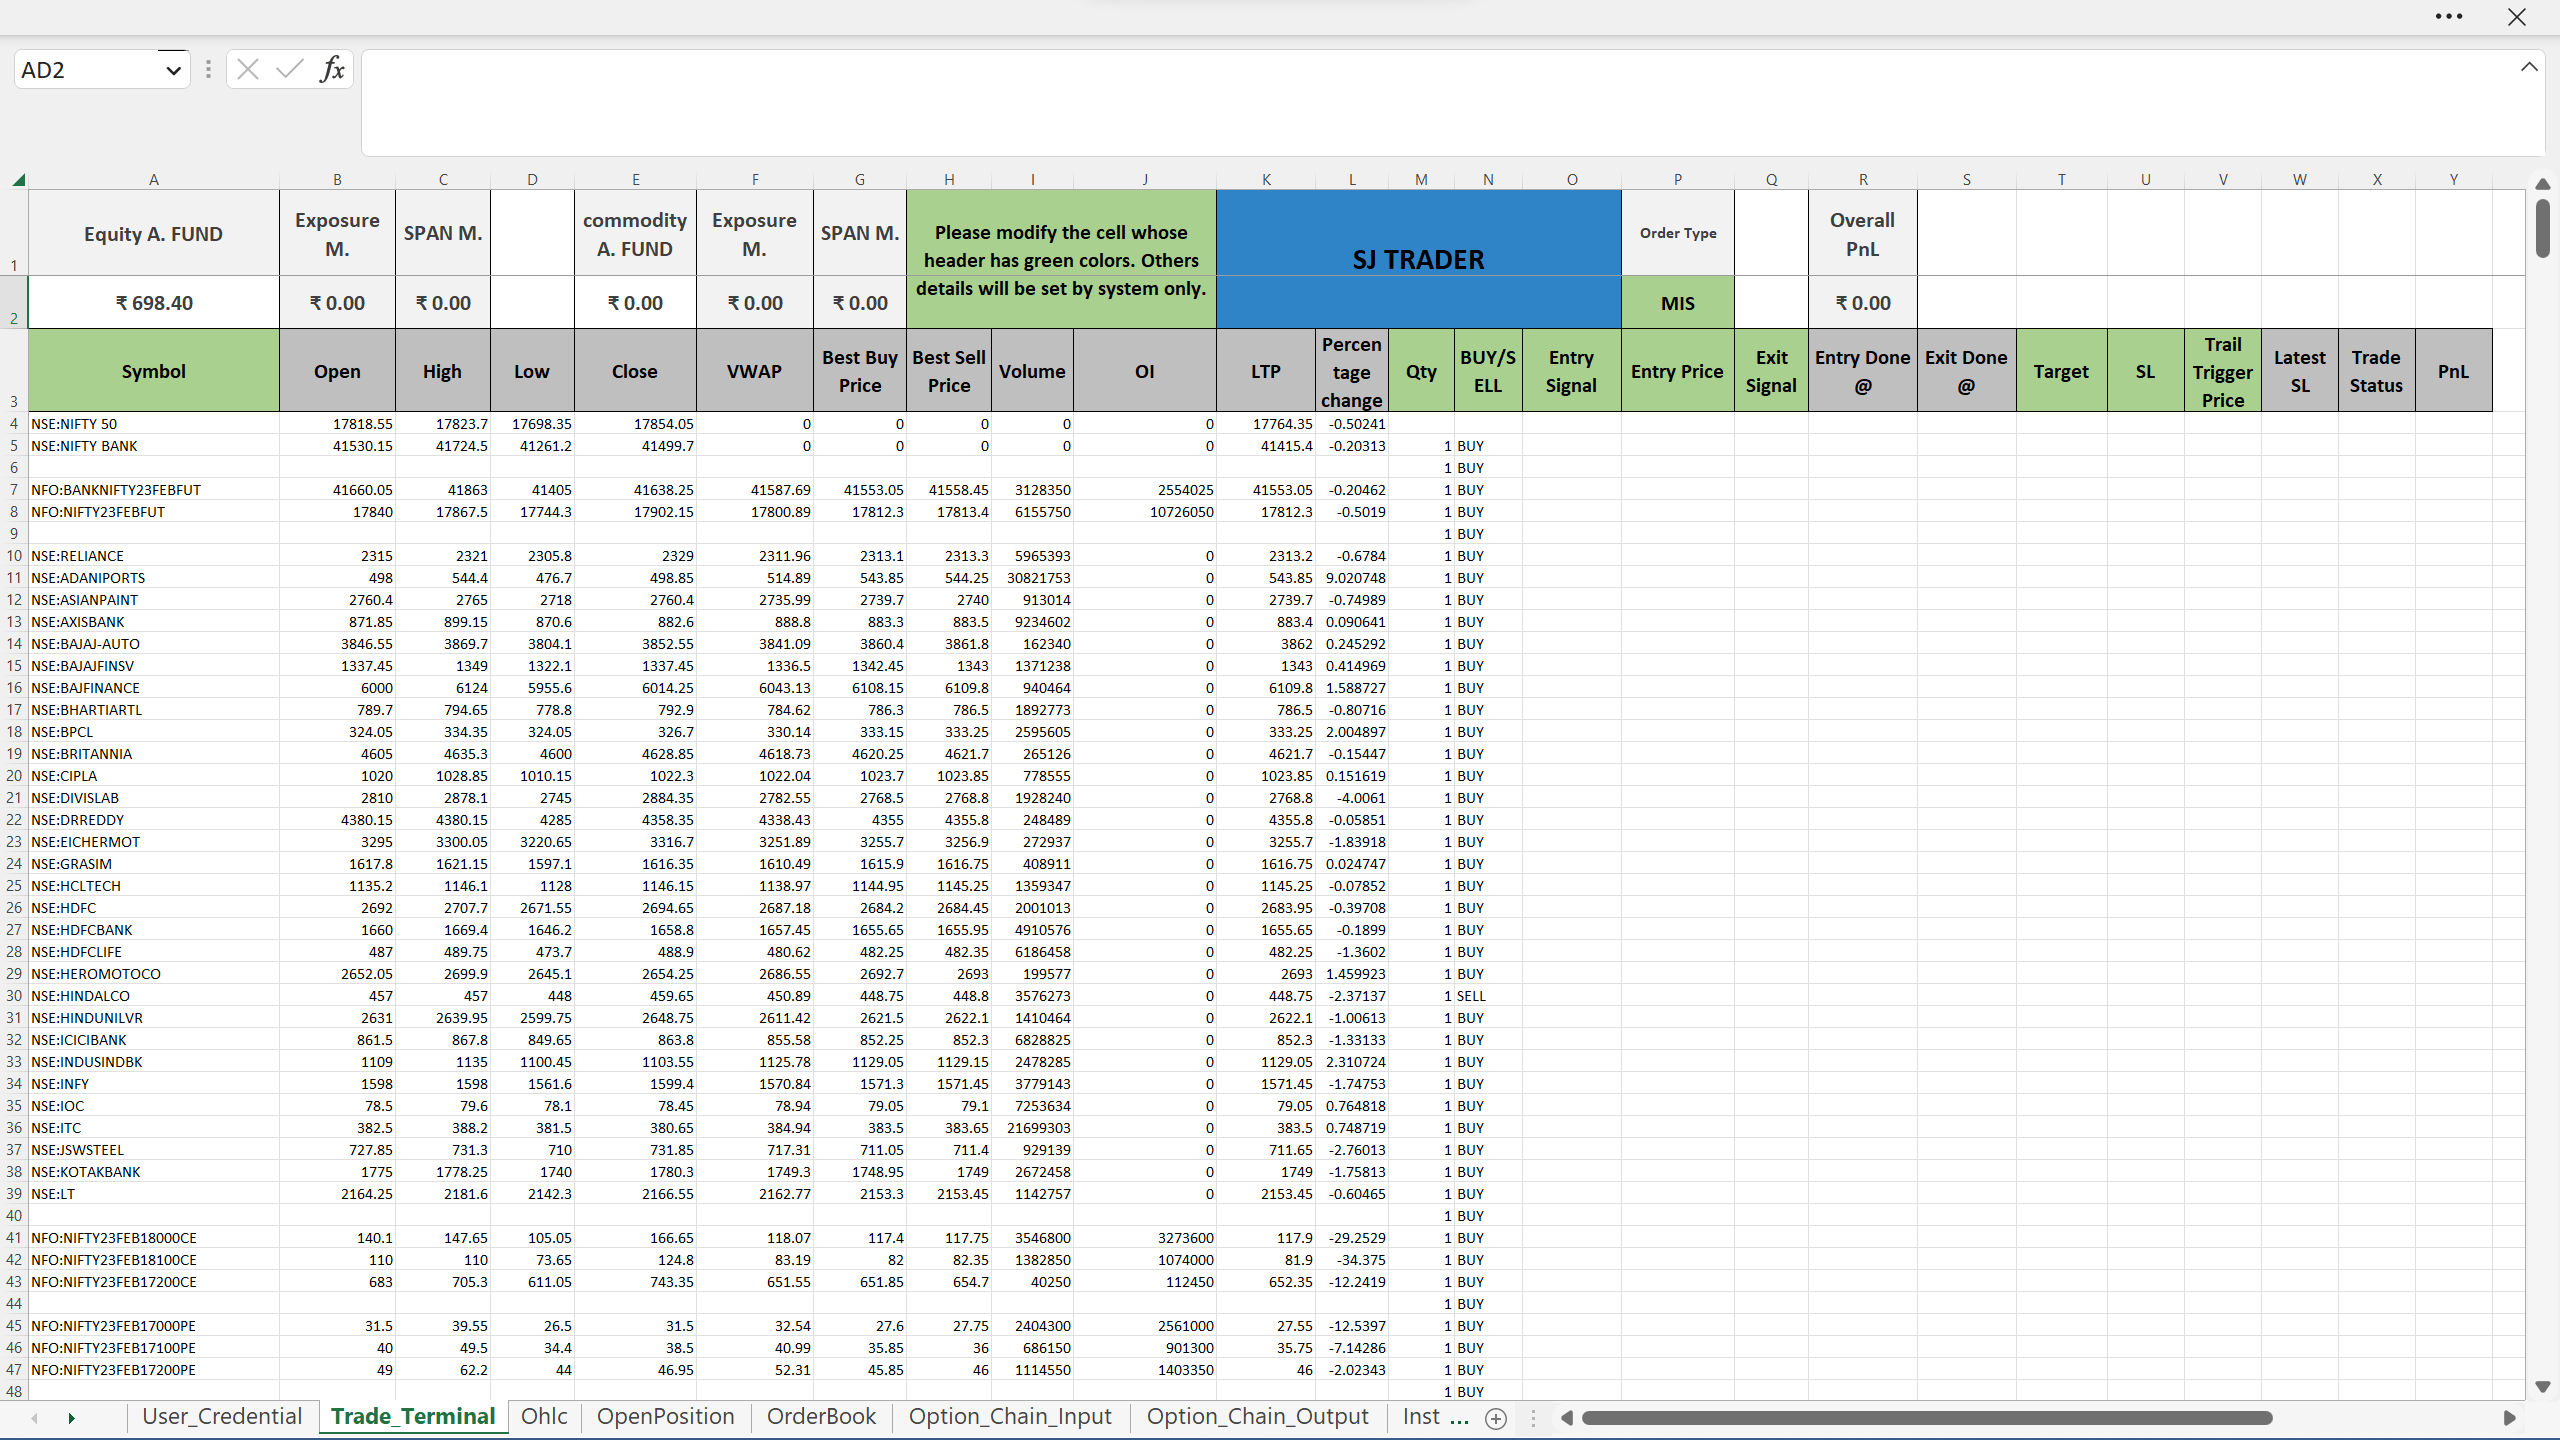 AD2
fx
A B C D E F G H I J K L M N O P Q R S T U V W X Y
1 Equity A. FUND Exposure M. SPAN M. commodity A. FUND Exposure M. SPAN M. Please modify the cell whose header has green colors. Others details will be set by system only. SJ TRADER Order Type Overall PnL
2 ₹ 698.40 ₹ 0.00 ₹ 0.00 ₹ 0.00 ₹ 0.00 ₹ 0.00 MIS ₹ 0.00
3 Symbol Open High Low Close VWAP Best Buy Price Best Sell Price Volume OI LTP Percen tage change Qty BUY/S ELL Entry Signal Entry Price Exit Signal Entry Done @ Exit Done @ Target SL Trail Trigger Price Latest SL Trade Status PnL
4 NSE:NIFTY 50 17818.55 17823.7 17698.35 17854.05 0 0 0 0 0 17764.35 -0.50241
5 NSE:NIFTY BANK 41530.15 41724.5 41261.2 41499.7 0 0 0 0 0 41415.4 -0.20313 1 BUY
6 1 BUY
7 NFO:BANKNIFTY23FEBFUT 41660.05 41863 41405 41638.25 41587.69 41553.05 41558.45 3128350 2554025 41553.05 -0.20462 1 BUY
8 NFO:NIFTY23FEBFUT 17840 17867.5 17744.3 17902.15 17800.89 17812.3 17813.4 6155750 10726050 17812.3 -0.5019 1 BUY
9 1 BUY
10 NSE:RELIANCE 2315 2321 2305.8 2329 2311.96 2313.1 2313.3 5965393 0 2313.2 -0.6784 1 BUY
11 NSE:ADANIPORTS 498 544.4 476.7 498.85 514.89 543.85 544.25 30821753 0 543.85 9.020748 1 BUY
12 NSE:ASIANPAINT 2760.4 2765 2718 2760.4 2735.99 2739.7 2740 913014 0 2739.7 -0.74989 1 BUY
13 NSE:AXISBANK 871.85 899.15 870.6 882.6 888.8 883.3 883.5 9234602 0 883.4 0.090641 1 BUY
14 NSE:BAJAJ-AUTO 3846.55 3869.7 3804.1 3852.55 3841.09 3860.4 3861.8 162340 0 3862 0.245292 1 BUY
15 NSE:BAJAJFINSV 1337.45 1349 1322.1 1337.45 1336.5 1342.45 1343 1371238 0 1343 0.414969 1 BUY
16 NSE:BAJFINANCE 6000 6124 5955.6 6014.25 6043.13 6108.15 6109.8 940464 0 6109.8 1.588727 1 BUY
17 NSE:BHARTIARTL 789.7 794.65 778.8 792.9 784.62 786.3 786.5 1892773 0 786.5 -0.80716 1 BUY
18 NSE:BPCL 324.05 334.35 324.05 326.7 330.14 333.15 333.25 2595605 0 333.25 2.004897 1 BUY
19 NSE:BRITANNIA 4605 4635.3 4600 4628.85 4618.73 4620.25 4621.7 265126 0 4621.7 -0.15447 1 BUY
20 NSE:CIPLA 1020 1028.85 1010.15 1022.3 1022.04 1023.7 1023.85 778555 0 1023.85 0.151619 1 BUY
21 NSE:DIVISLAB 2810 2878.1 2745 2884.35 2782.55 2768.5 2768.8 1928240 0 2768.8 -4.0061 1 BUY
22 NSE:DRREDDY 4380.15 4380.15 4285 4358.35 4338.43 4355 4355.8 248489 0 4355.8 -0.05851 1 BUY
23 NSE:EICHERMOT 3295 3300.05 3220.65 3316.7 3251.89 3255.7 3256.9 272937 0 3255.7 -1.83918 1 BUY
24 NSE:GRASIM 1617.8 1621.15 1597.1 1616.35 1610.49 1615.9 1616.75 408911 0 1616.75 0.024747 1 BUY
25 NSE:HCLTECH 1135.2 1146.1 1128 1146.15 1138.97 1144.95 1145.25 1359347 0 1145.25 -0.07852 1 BUY
26 NSE:HDFC 2692 2707.7 2671.55 2694.65 2687.18 2684.2 2684.45 2001013 0 2683.95 -0.39708 1 BUY
27 NSE:HDFCBANK 1660 1669.4 1646.2 1658.8 1657.45 1655.65 1655.95 4910576 0 1655.65 -0.1899 1 BUY
28 NSE:HDFCLIFE 487 489.75 473.7 488.9 480.62 482.25 482.35 6186458 0 482.25 -1.3602 1 BUY
29 NSE:HEROMOTOCO 2652.05 2699.9 2645.1 2654.25 2686.55 2692.7 2693 199577 0 2693 1.459923 1 BUY
30 NSE:HINDALCO 457 457 448 459.65 450.89 448.75 448.8 3576273 0 448.75 -2.37137 1 SELL
31 NSE:HINDUNILVR 2631 2639.95 2599.75 2648.75 2611.42 2621.5 2622.1 1410464 0 2622.1 -1.00613 1 BUY
32 NSE:ICICIBANK 861.5 867.8 849.65 863.8 855.58 852.25 852.3 6828825 0 852.3 -1.33133 1 BUY
33 NSE:INDUSINDBK 1109 1135 1100.45 1103.55 1125.78 1129.05 1129.15 2478285 0 1129.05 2.310724 1 BUY
34 NSE:INFY 1598 1598 1561.6 1599.4 1570.84 1571.3 1571.45 3779143 0 1571.45 -1.74753 1 BUY
35 NSE:IOC 78.5 79.6 78.1 78.45 78.94 79.05 79.1 7253634 0 79.05 0.764818 1 BUY
36 NSE:ITC 382.5 388.2 381.5 380.65 384.94 383.5 383.65 21699303 0 383.5 0.748719 1 BUY
37 NSE:JSWSTEEL 727.85 731.3 710 731.85 717.31 711.05 711.4 929139 0 711.65 -2.76013 1 BUY
38 NSE:KOTAKBANK 1775 1778.25 1740 1780.3 1749.3 1748.95 1749 2672458 0 1749 -1.75813 1 BUY
39 NSE:LT 2164.25 2181.6 2142.3 2166.55 2162.77 2153.3 2153.45 1142757 0 2153.45 -0.60465 1 BUY
40 1 BUY
41 NFO:NIFTY23FEB18000CE 140.1 147.65 105.05 166.65 118.07 117.4 117.75 3546800 3273600 117.9 -29.2529 1 BUY
42 NFO:NIFTY23FEB18100CE 110 110 73.65 124.8 83.19 82 82.35 1382850 1074000 81.9 -34.375 1 BUY
43 NFO:NIFTY23FEB17200CE 683 705.3 611.05 743.35 651.55 651.85 654.7 40250 112450 652.35 -12.2419 1 BUY
44 1 BUY
45 NFO:NIFTY23FEB17000PE 31.5 39.55 26.5 31.5 32.54 27.6 27.75 2404300 2561000 27.55 -12.5397 1 BUY
46 NFO:NIFTY23FEB17100PE 40 49.5 34.4 38.5 40.99 35.85 36 686150 901300 35.75 -7.14286 1 BUY
47 NFO:NIFTY23FEB17200PE 49 62.2 44 46.95 52.31 45.85 46 1114550 1403350 46 -2.02343 1 BUY
48 1 BUY
User_Credential Trade_Terminal Ohlc OpenPosition OrderBook Option_Chain_Input Option_Chain_Output Inst ...